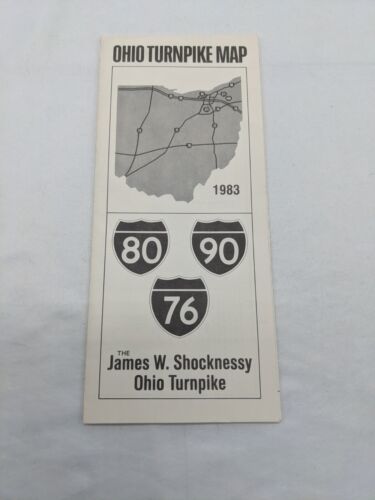 OHIO TURNPIKE MAP
1983
80
90
76
THE
James W. Shocknessy
Ohio Turnpike